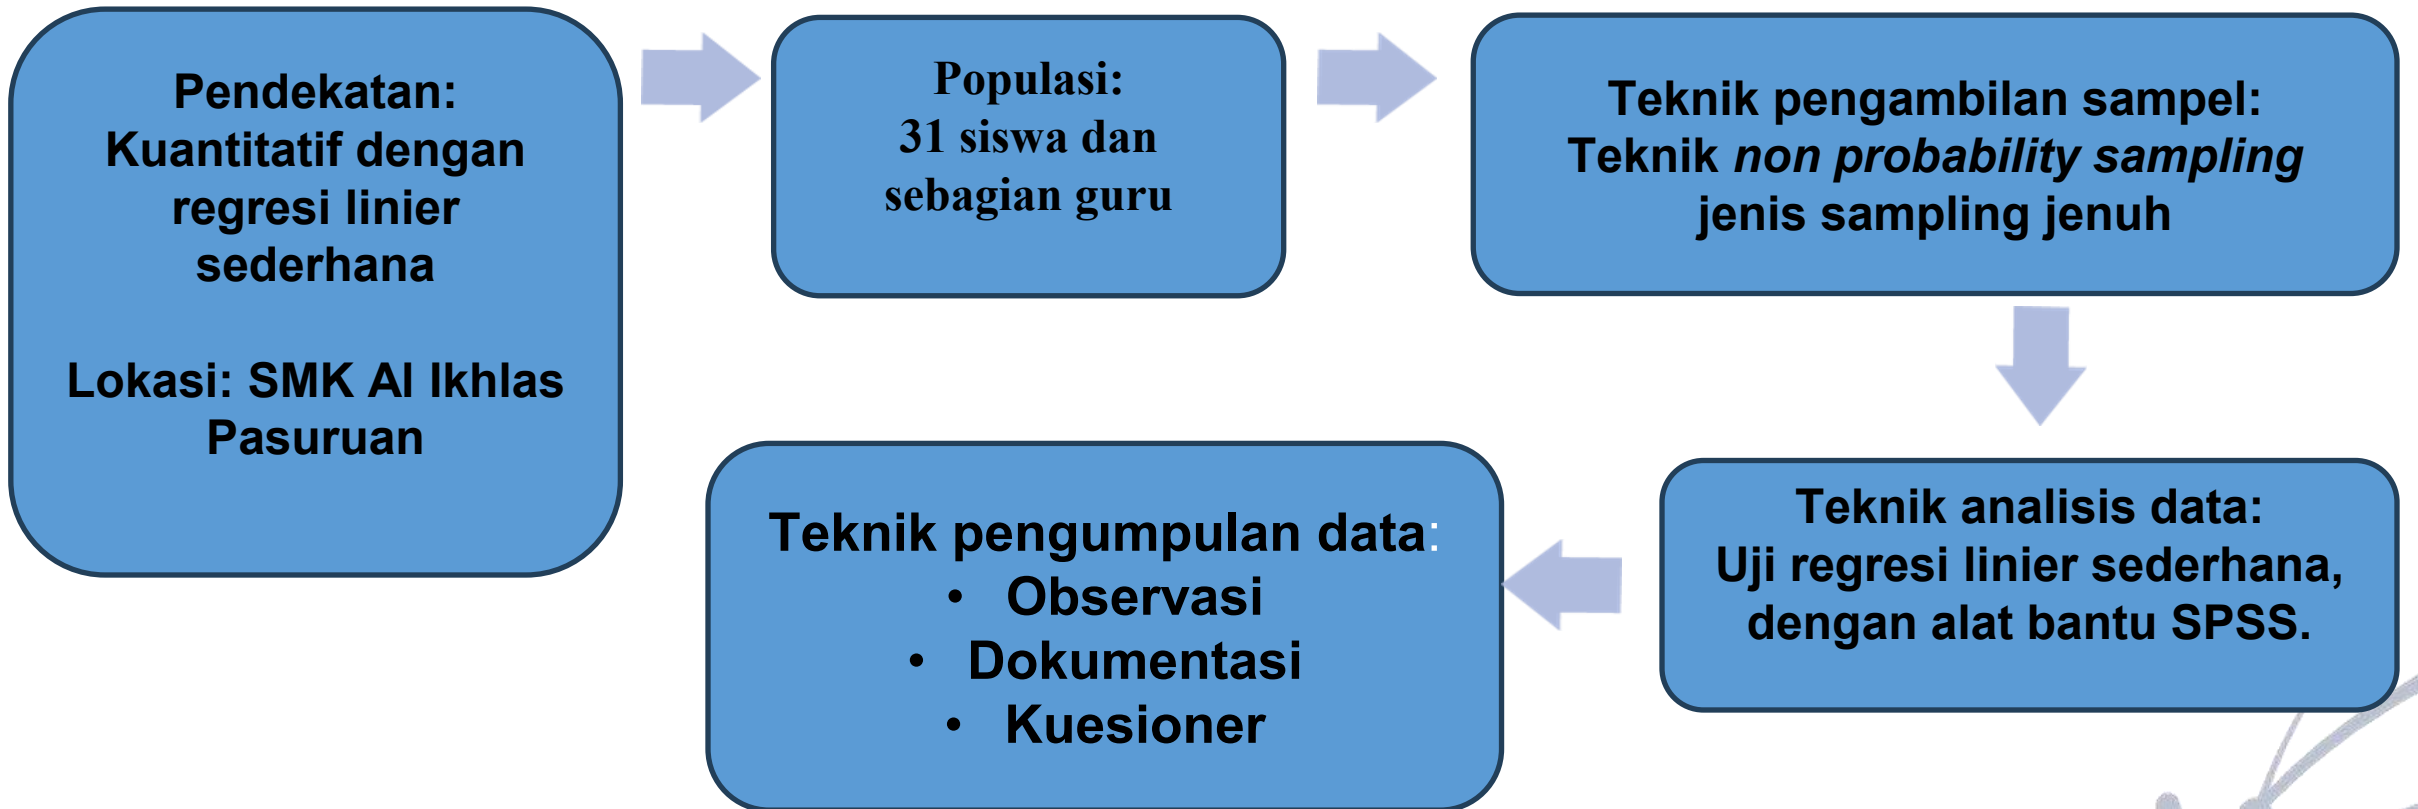 Pendekatan:
Kuantitatif dengan
regresi linier
sederhana
Lokasi: SMK Al Ikhlas
Pasuruan
Populasi:
31 siswa dan
sebagian guru
Teknik pengambilan sampel:
Teknik non probability sampling
jenis sampling jenuh
Teknik analisis data:
Uji regresi linier sederhana,
dengan alat bantu SPSS.
Teknik pengumpulan data:
• Observasi
• Dokumentasi
• Kuesioner